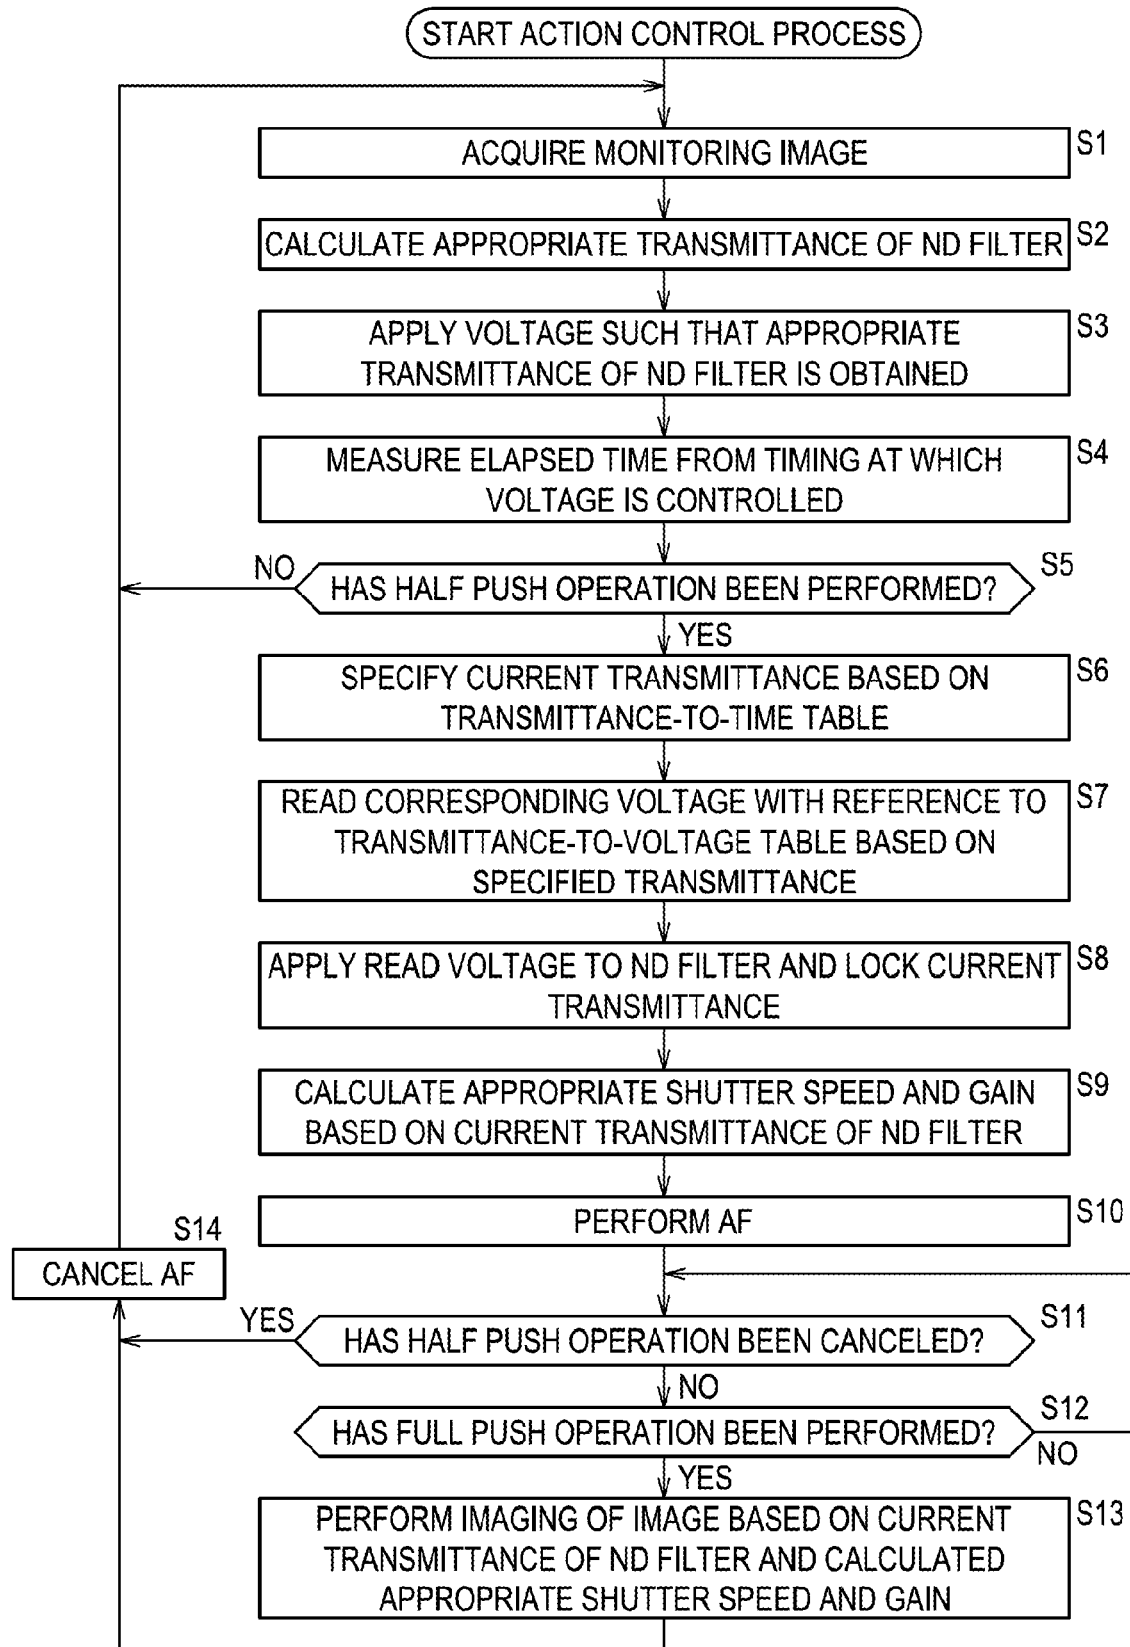 START ACTION CONTROL PROCESS
ACQUIRE MONITORING IMAGE
S1
CALCULATE APPROPRIATE TRANSMITTANCE OF ND FILTER
S2
APPLY VOLTAGE SUCH THAT APPROPRIATE
TRANSMITTANCE OF ND FILTER IS OBTAINED
S3
MEASURE ELAPSED TIME FROM TIMING AT WHICH
VOLTAGE IS CONTROLLED
S4
NO
HAS HALF PUSH OPERATION BEEN PERFORMED?
S5
YES
SPECIFY CURRENT TRANSMITTANCE BASED ON
TRANSMITTANCE-TO-TIME TABLE
S6
READ CORRESPONDING VOLTAGE WITH REFERENCE TO
TRANSMITTANCE-TO-VOLTAGE TABLE BASED ON
SPECIFIED TRANSMITTANCE
S7
APPLY READ VOLTAGE TO ND FILTER AND LOCK CURRENT
TRANSMITTANCE
S8
CALCULATE APPROPRIATE SHUTTER SPEED AND GAIN
BASED ON CURRENT TRANSMITTANCE OF ND FILTER
S9
PERFORM AF
S10
S14
CANCEL AF
YES
HAS HALF PUSH OPERATION BEEN CANCELED?
S11
NO
HAS FULL PUSH OPERATION BEEN PERFORMED?
S12
NO
YES
PERFORM IMAGING OF IMAGE BASED ON CURRENT
TRANSMITTANCE OF ND FILTER AND CALCULATED
APPROPRIATE SHUTTER SPEED AND GAIN
S13